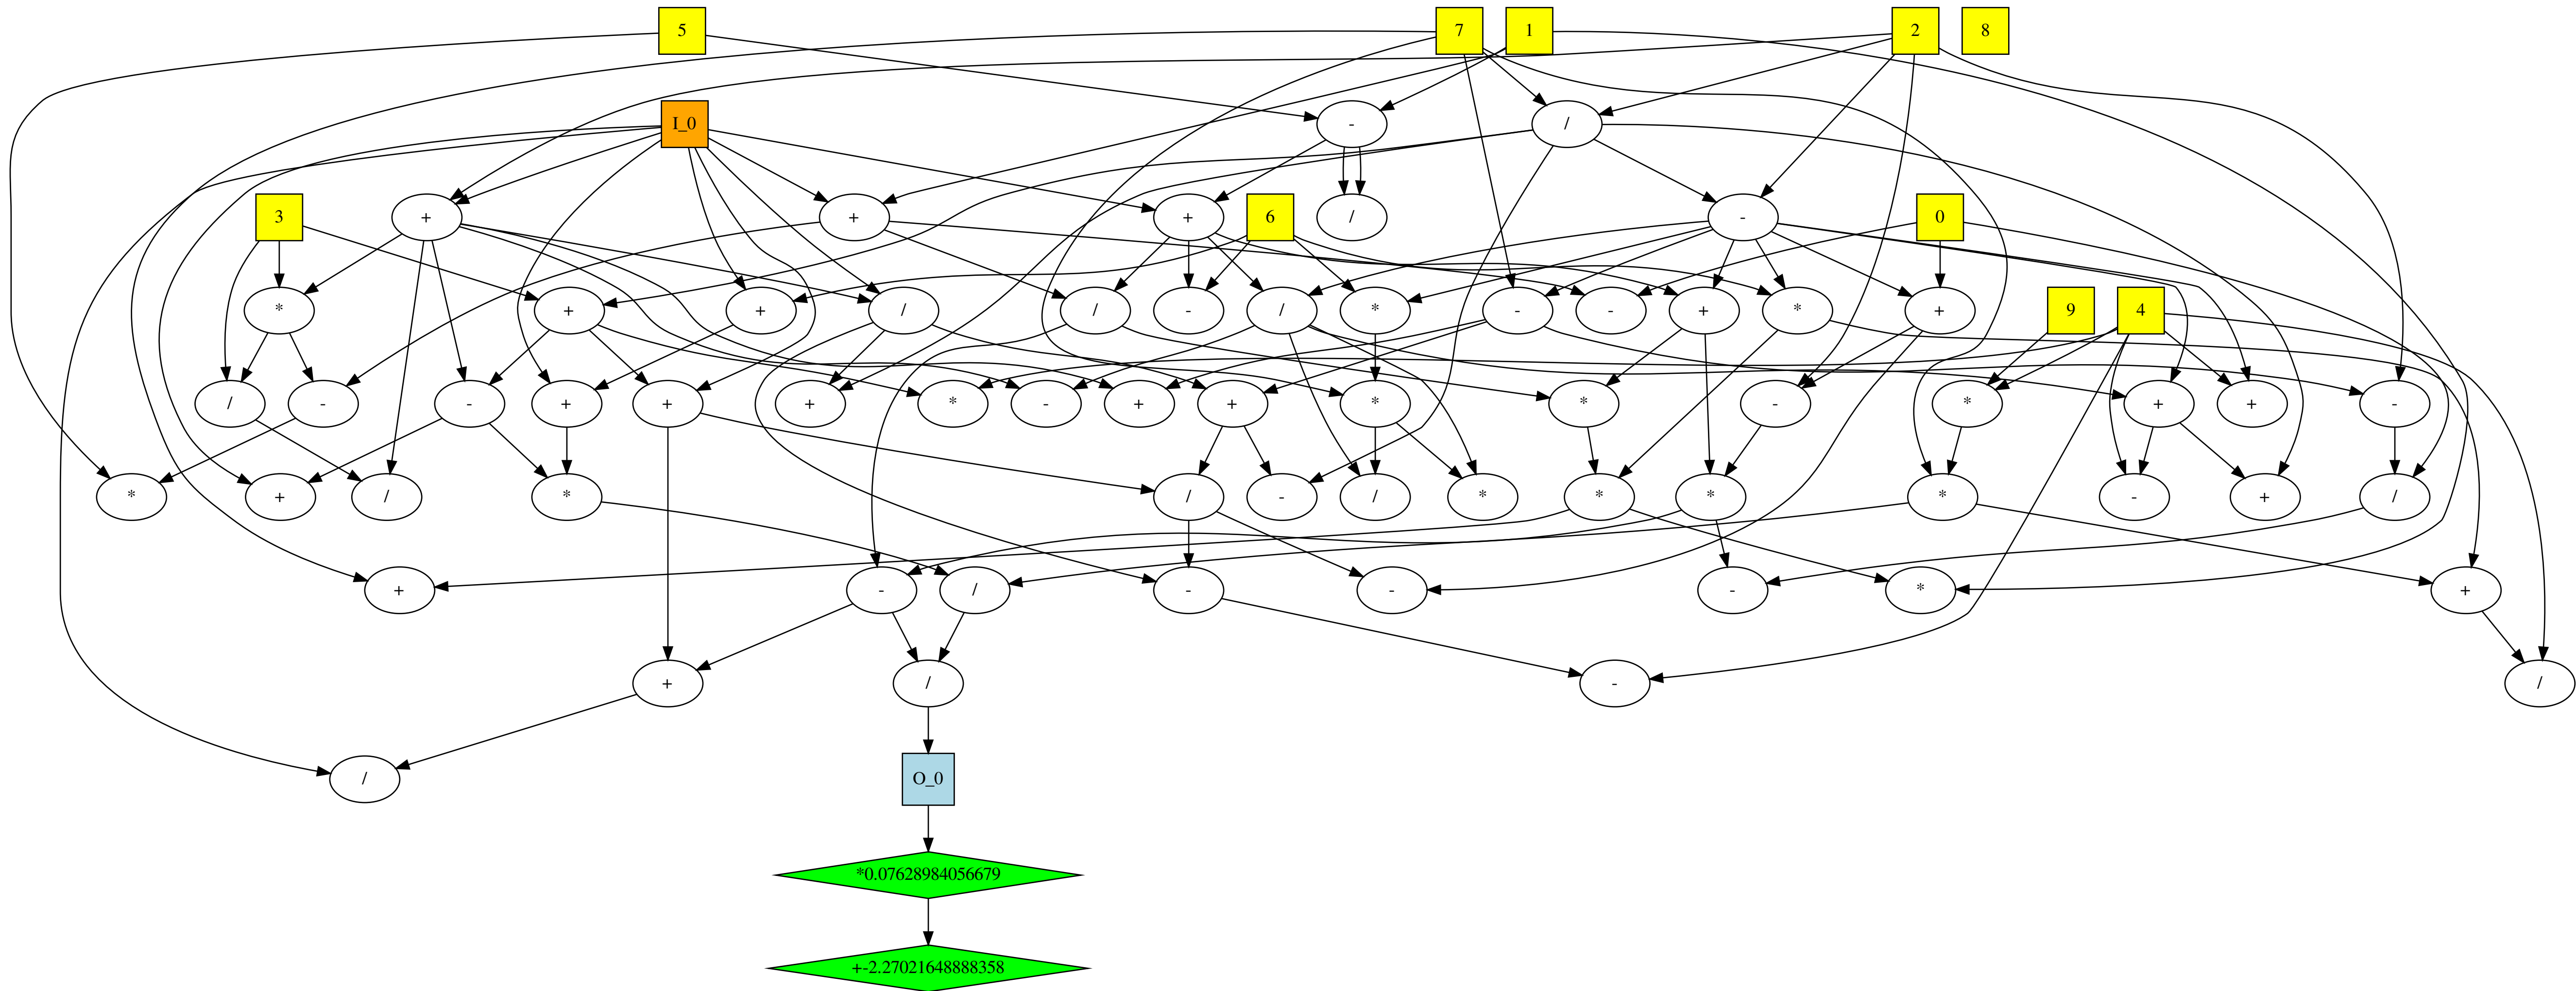 5 7 1 2 8
I_0 - /
3 + + + 6 / - 0
* + + / / - / * - - + * + 9 4
/ - - + + + * - + + * * - * + + -
* + / * / - / * * * * - + /
+ - / - - - * +
+ / - /
/ O_0
*0.07628984056679
+-2.27021648888358